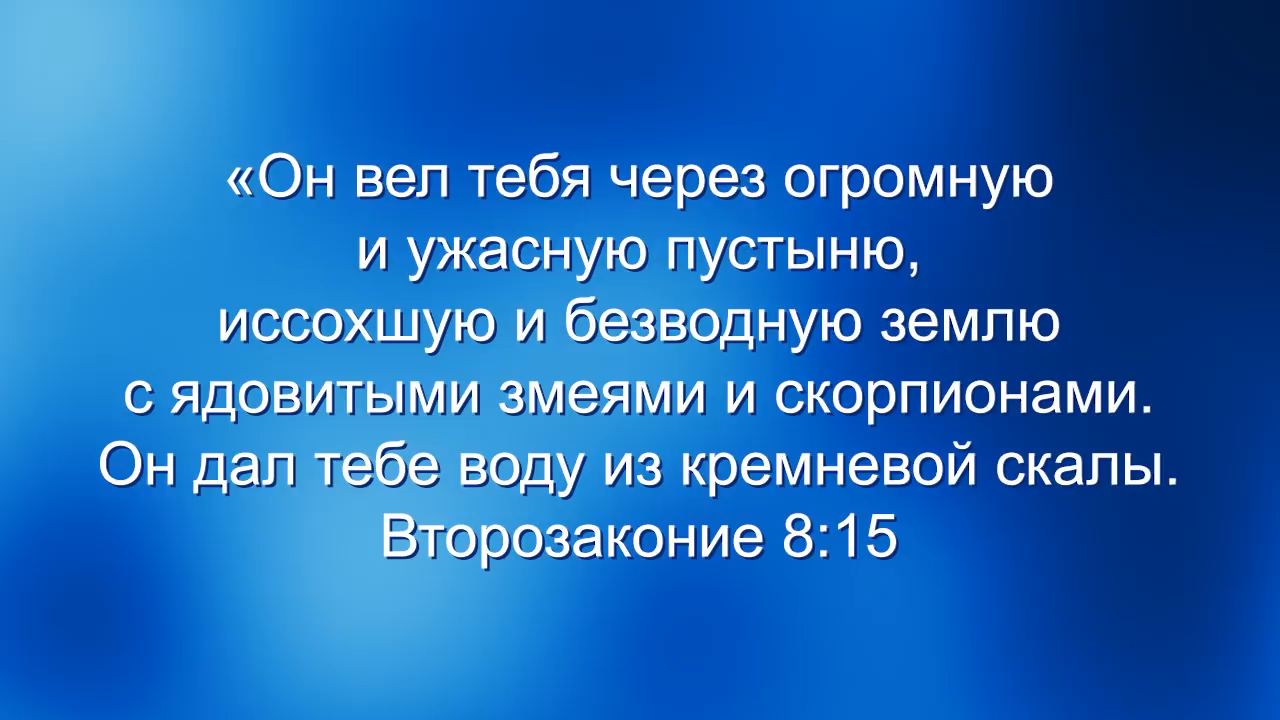 «Он вел тебя через огромную
и ужасную пустыню,
иссохшую и безводную землю
с ядовитыми змеями и скорпионами.
Он дал тебе воду из кремневой скалы.
Второзаконие 8:15